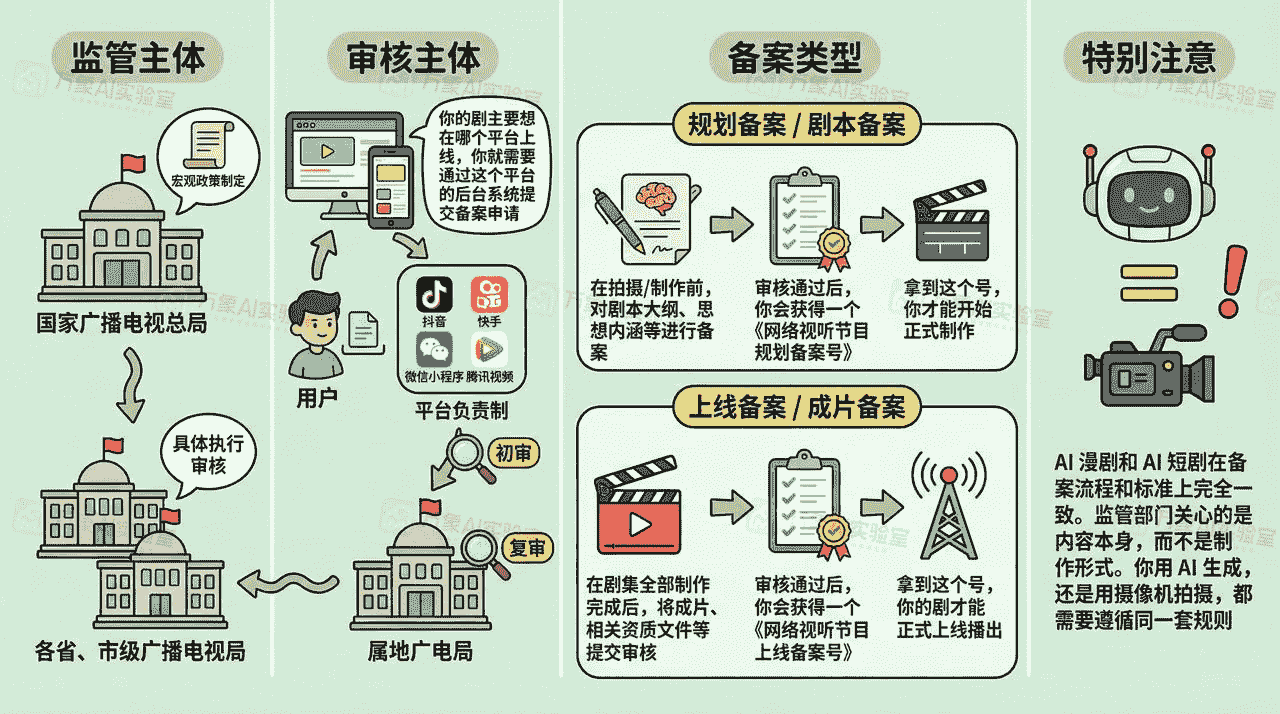 监管主体
宏观政策制定
国家广播电视总局
具体执行
审核
各省、市级广播电视局
审核主体
你的剧主要想
在哪个平台上
线，你就需要
通过这个平台
的后台系统提
交备案申请
用户
抖音
快手
微信小程序
腾讯视频
平台负责制
初审
复审
属地广电局
备案类型
规划备案 / 剧本备案
在拍摄/制作前，
对剧本大纲、思
想内涵等进行备
案
审核通过后，
你会获得一个
《网络视听节目
规划备案号》
拿到这个号，
你才能开始
正式制作
上线备案 / 成片备案
在剧集全部制作
完成后，将成片、
相关资质文件等
提交审核
审核通过后，
你会获得一个
《网络视听节目
上线备案号》
拿到这个号，
你的剧才能
正式上线播出
特别注意
AI 漫剧和 AI 短剧在备
案流程和标准上完全一
致。监管部门关心的是
内容本身，而不是制
作形式。你用 AI 生成，
还是用摄像机拍摄，都
需要遵循同一套规则
万象AI实验室